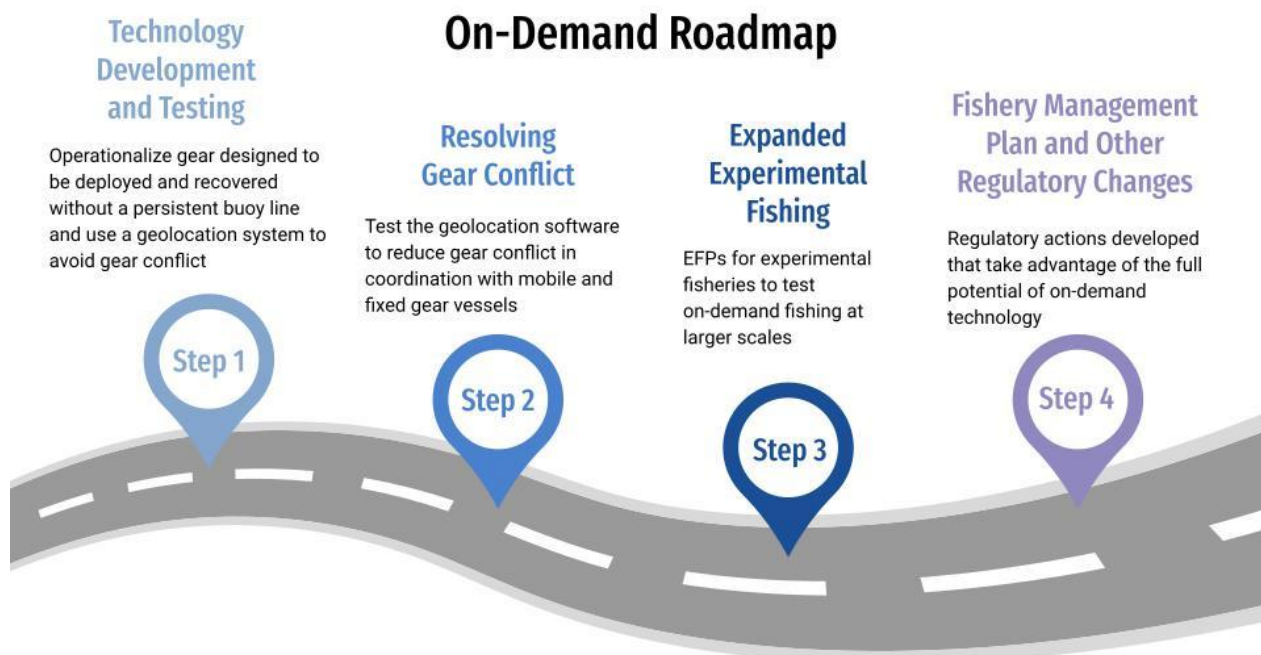 On-Demand Roadmap
Technology
Development
and Testing
Operationalize gear designed to
be deployed and recovered
without a persistent buoy line
and use a geolocation system to
avoid gear conflict
Step 1
Resolving
Gear Conflict
Test the geolocation software
to reduce gear conflict in
coordination with mobile and
fixed gear vessels
Step 2
Expanded
Experimental
Fishing
EFPs for experimental
fisheries to test
on-demand fishing at
larger scales
Step 3
Fishery Management
Plan and Other
Regulatory Changes
Regulatory actions developed
that take advantage of the full
potential of on-demand
technology
Step 4